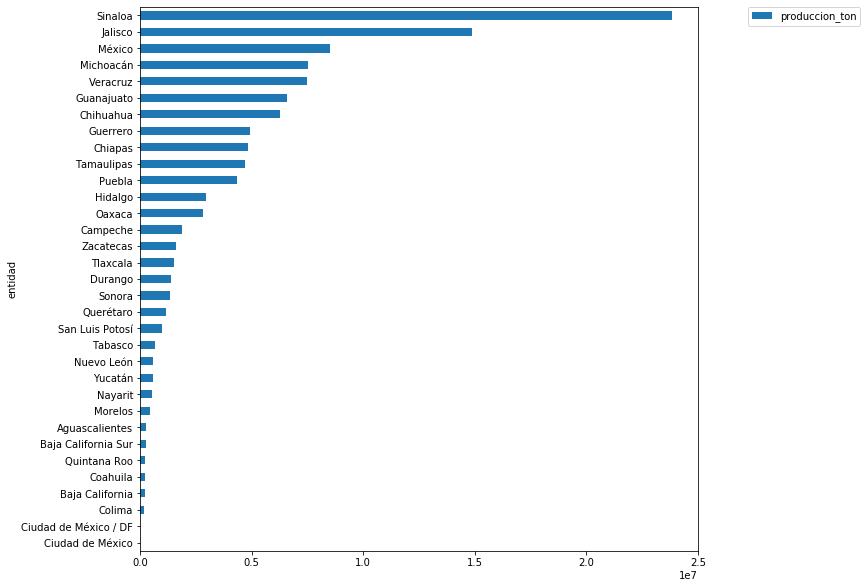 produccion_ton
Sinaloa
Jalisco
México
Michoacán
Veracruz
Guanajuato
Chihuahua
Guerrero
Chiapas
Tamaulipas
Puebla
Hidalgo
Oaxaca
Campeche
Zacatecas
Tlaxcala
Durango
Sonora
Querétaro
San Luis Potosí
Tabasco
Nuevo León
Yucatán
Nayarit
Morelos
Aguascalientes
Baja California Sur
Quintana Roo
Coahuila
Baja California
Colima
Ciudad de México / DF
Ciudad de México
entidad
0.0 0.5 1.0 1.5 2.0 2.5
1e7